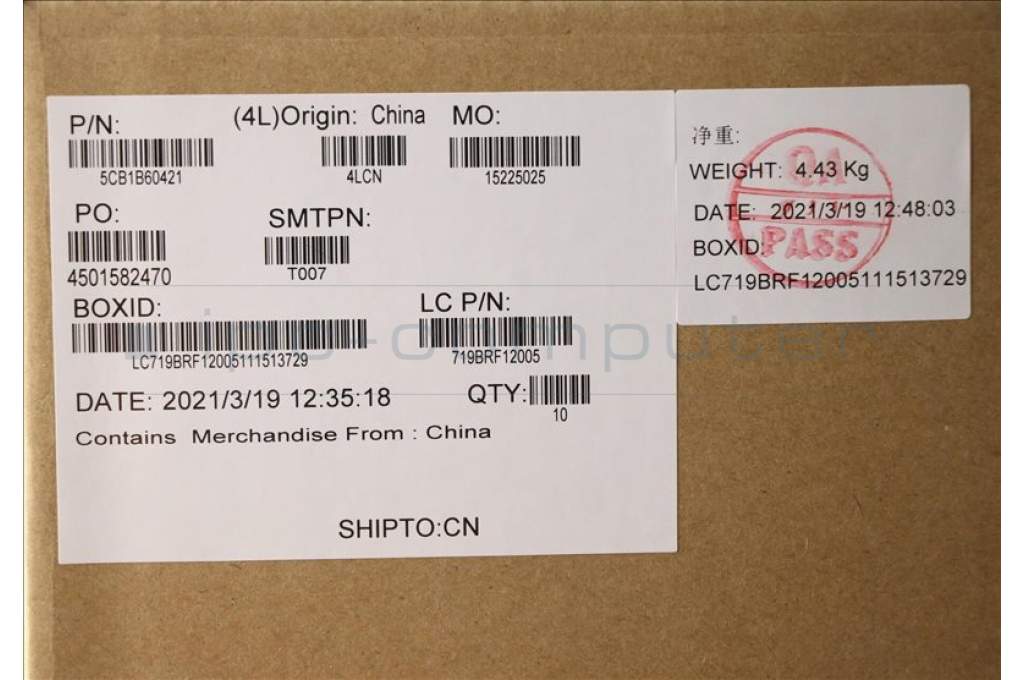 P/N: (4L)Origin: China MO:
5CB1B60421 4LCN 15225025
PO: SMTPN:
4501582470 T007
BOXID: LC P/N:
LC719BRF12005111513729 719BRF12005
DATE: 2021/3/19 12:35:18 QTY:
10
Contains Merchandise From : China
SHIPTO:CN
净重:
WEIGHT: 4.43 Kg
DATE: 2021/3/19 12:48:03
BOXID:
LC719BRF12005111513729
QA
PASS
ipc-computer